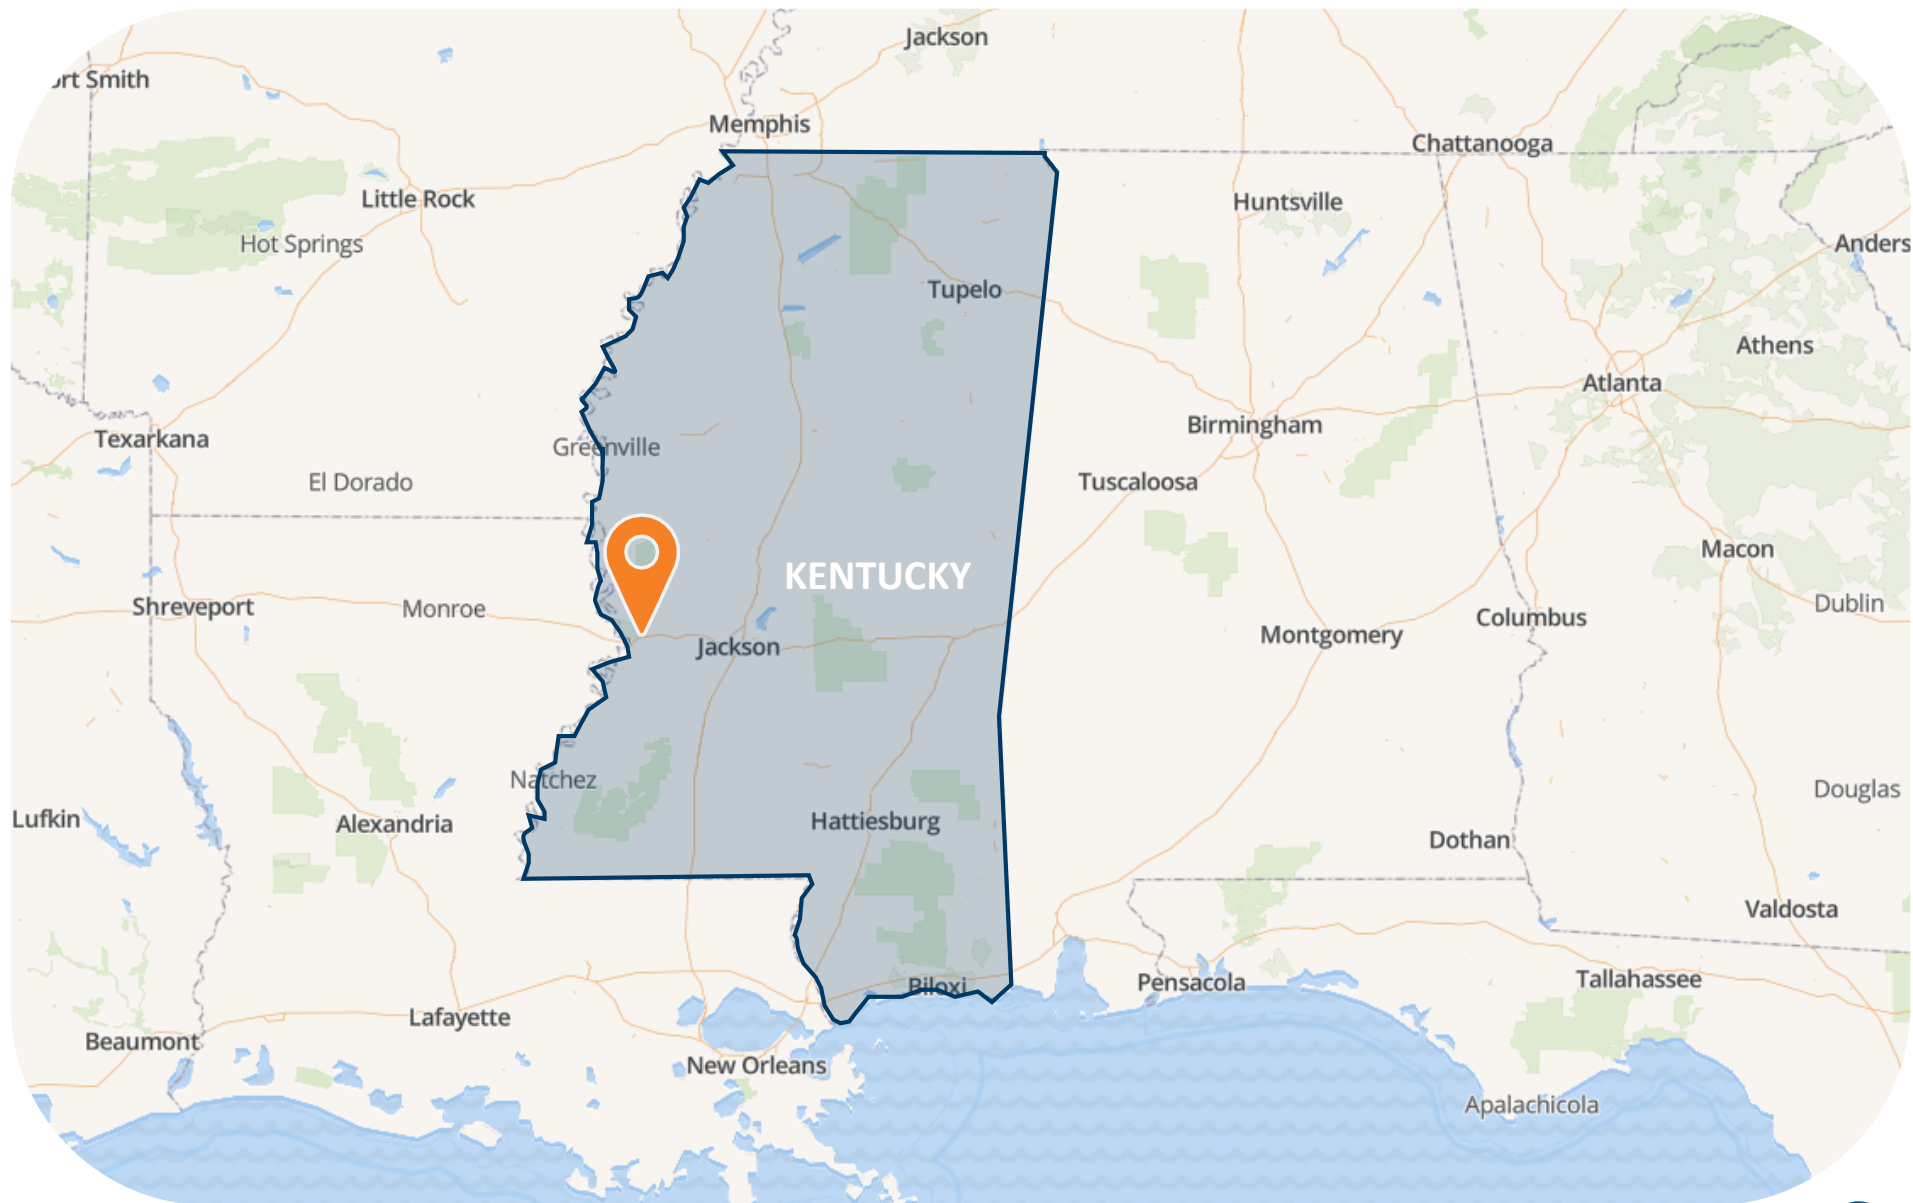 Jackson
ort Smith
Memphis
Chattanooga
Little Rock
Huntsville
Hot Springs
Anders
Tupelo
Athens
Atlanta
Birmingham
Texarkana
Greenville
El Dorado
Tuscaloosa
Macon
KENTUCKY
Shreveport
Monroe
Dublin
Columbus
Montgomery
Jackson
Natchez
Douglas
Lufkin
Alexandria
Hattiesburg
Dothan
Valdosta
Biloxi
Pensacola
Tallahassee
Lafayette
Beaumont
New Orleans
Apalachicola